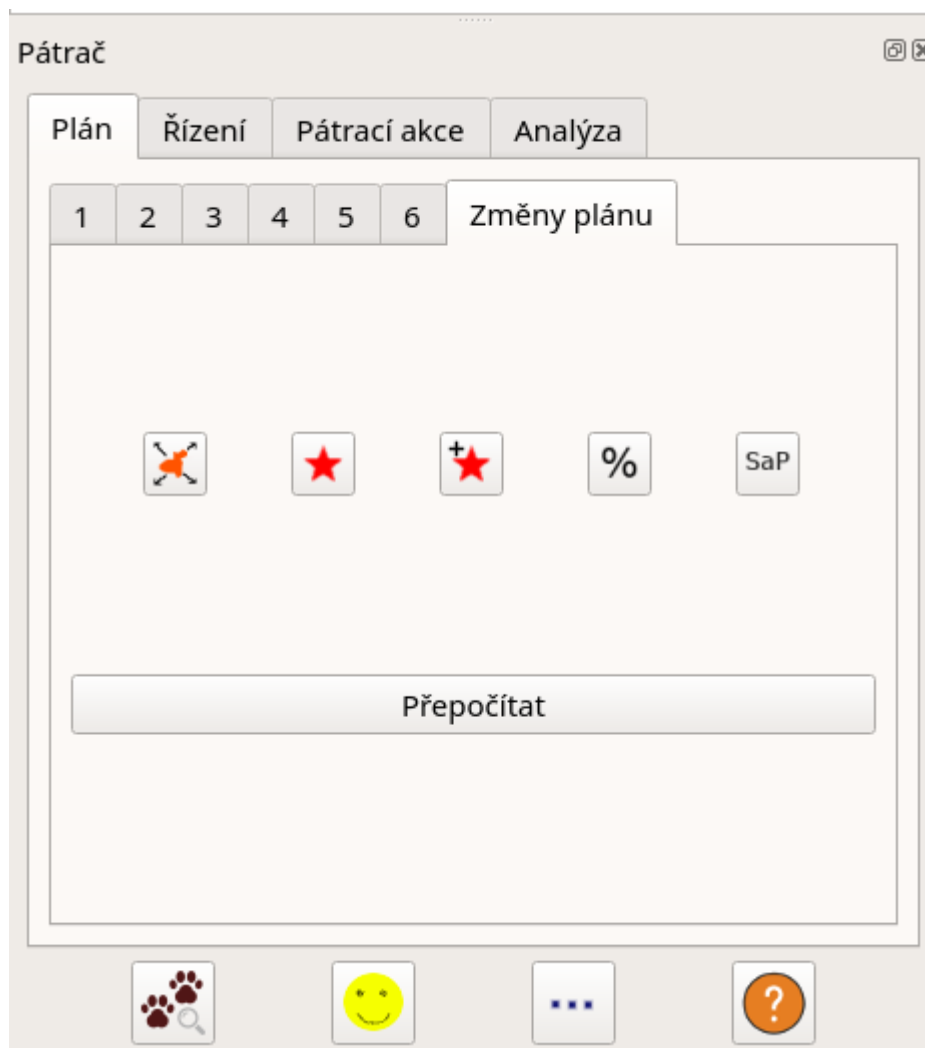 Pátrač
Plán Řízení Pátrací akce Analýza
1 2 3 4 5 6 Změny plánu
+ % SaP
Přepočítat
... ?